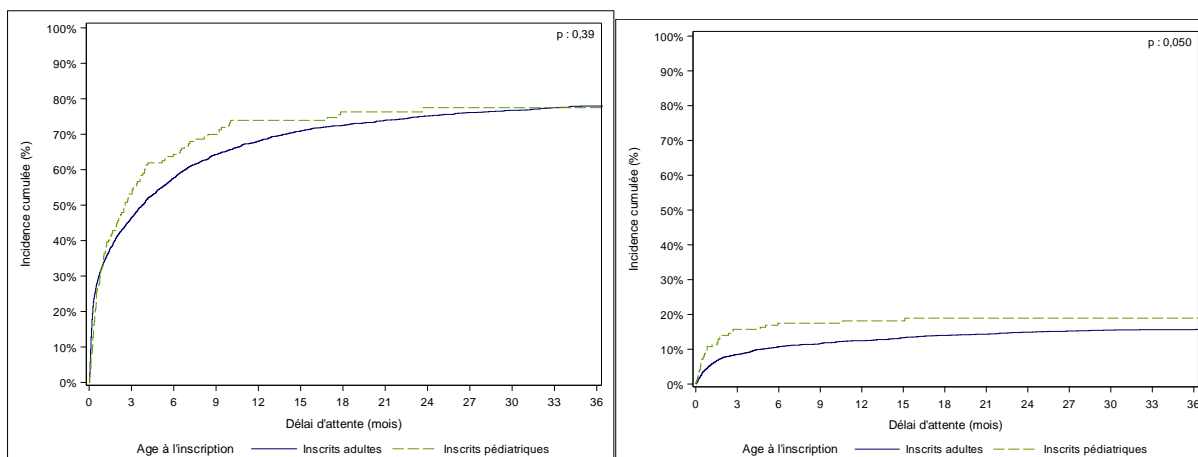 p : 0,39
Incidence cumulée (%)
100%
90%
80%
70%
60%
50%
40%
30%
20%
10%
0%
0 3 6 9 12 15 18 21 24 27 30 33 36
Délai d'attente (mois)
Age à l'inscription Inscrits adultes Inscrits pédiatriques
p : 0,050
Incidence cumulée (%)
100%
90%
80%
70%
60%
50%
40%
30%
20%
10%
0%
0 3 6 9 12 15 18 21 24 27 30 33 36
Délai d'attente (mois)
Age à l'inscription Inscrits adultes Inscrits pédiatriques